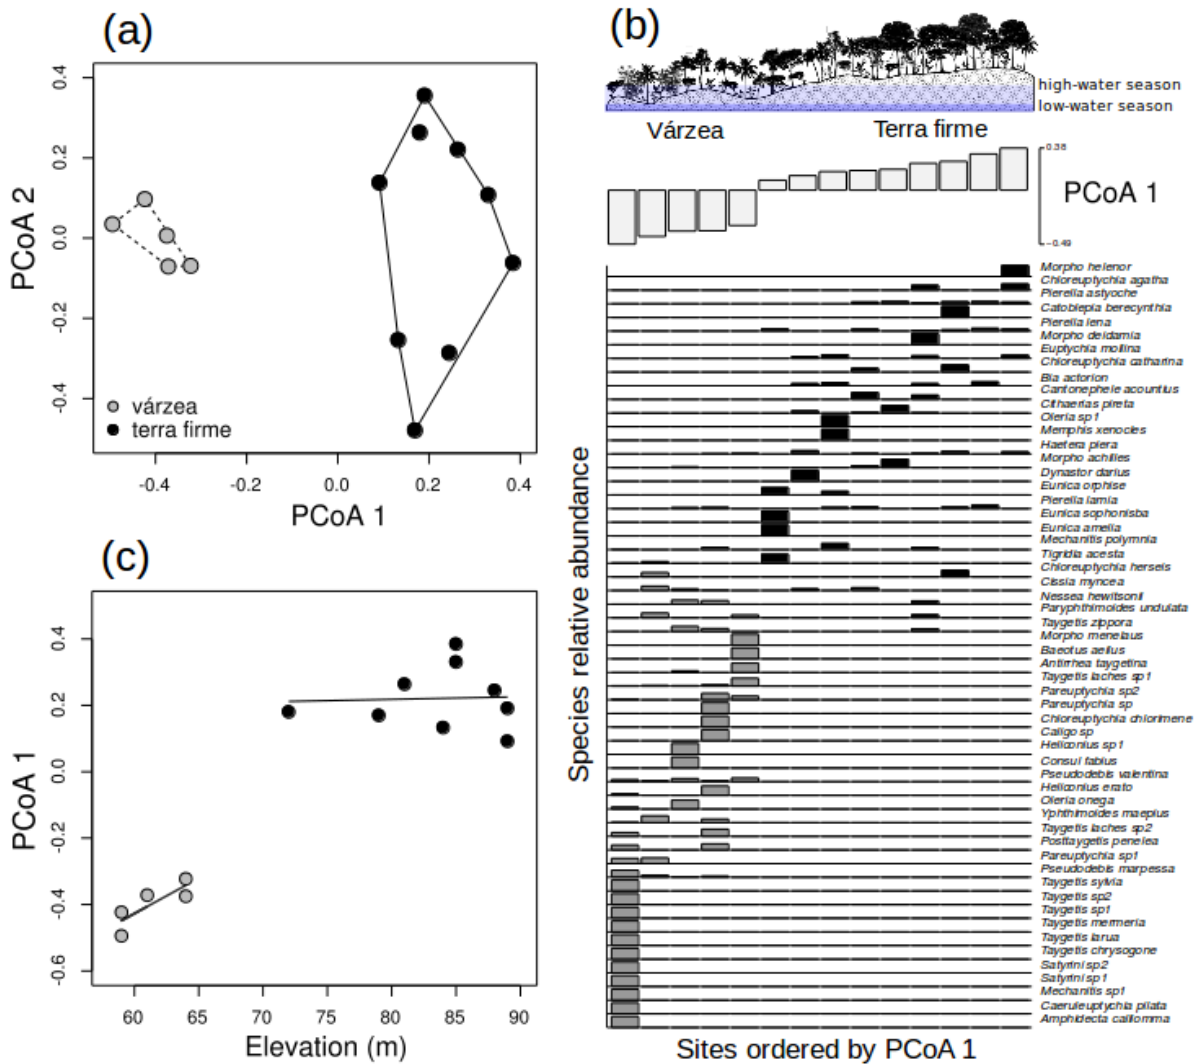 (a)
PCoA 2
0.4
0.2
0.0
-0.2
-0.4
várzea
terra firme
-0.4
-0.2
0.0
0.2
0.4
PCoA 1
(b)
high-water season
low-water season
Várzea
Terra firme
0.38
PCoA 1
-0.49
Species relative abundance
Morpho helenor
Chloreuptychia agatha
Pierella astyoche
Catoblepia berecynthia
Pierella lena
Morpho deidamia
Euptychia mollina
Chloreuptychia catharina
Bia actorion
Cantonephele acountius
Cithaerias pireta
Oleria sp1
Memphis xenocles
Haetera piera
Morpho achilles
Dynastor darius
Eunica orphise
Pierella lamia
Eunica sophonisba
Eunica amelia
Mechanitis polymnia
Tigridia acesta
Chloreuptychia herseis
Cissia myncea
Nessea hewitsonii
Paryphthimoides undulata
Taygetis zippora
Morpho menelaus
Baeotus aelius
Antirrhea taygetina
Taygetis laches sp1
Pareuptychia sp2
Pareuptychia sp
Chloreuptychia chlorimene
Caligo sp
Heliconius sp1
Consul fabius
Pseudodebis valentina
Heliconius erato
Oleria onega
Yphthimoides maepius
Taygetis laches sp2
Posttaygetis penelea
Pareuptychia sp1
Pseudodebis marpessa
Taygetis sylvia
Taygetis sp2
Taygetis sp1
Taygetis mermeria
Taygetis larua
Taygetis chrysogone
Satyrini sp2
Satyrini sp1
Mechanitis sp1
Caeruleuptychia pilata
Amphidecta calliomma
Sites ordered by PCoA 1
(c)
PCoA 1
0.4
0.2
0.0
-0.2
-0.4
-0.6
60
65
70
75
80
85
90
Elevation (m)